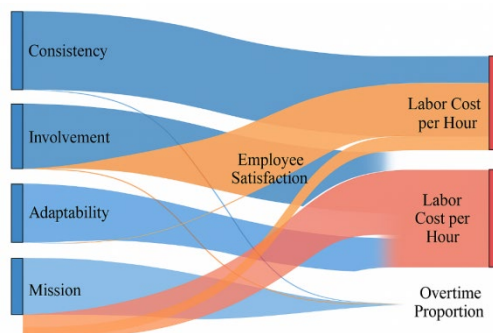 Consistency
Labor Cost
per Hour
Involvement
Employee
Satisfaction
Adaptability
Labor
Cost per
Hour
Mission
Overtime
Proportion